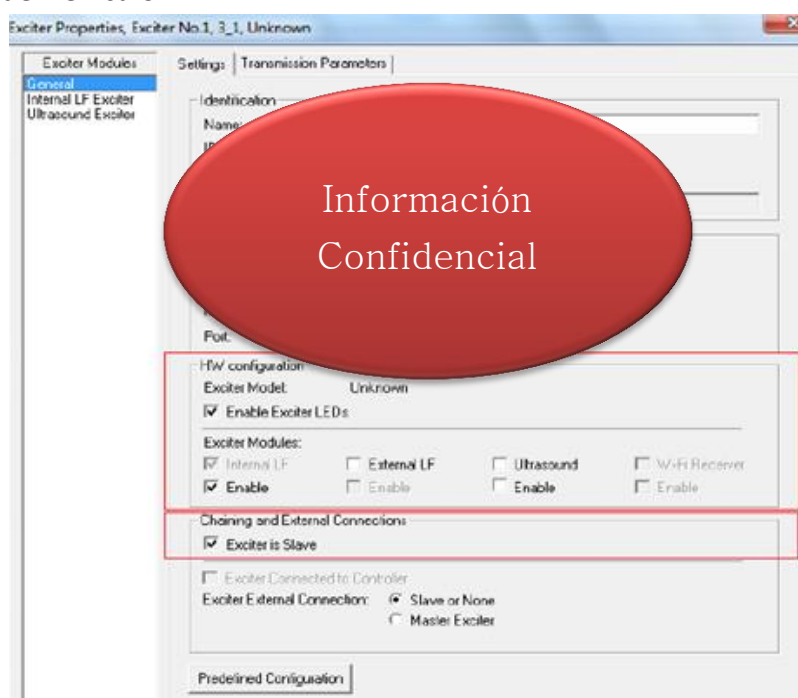 Exciter Properties, Exciter No.1, 3_1, Unknown
Exciter Modules
General
Internal LF Exciter
Ultrasound Exciter
Settings
Transmission Parameters
Identification
Name:
Información
Confidencial
Port:
HW configuration
Exciter Model: Unknown
Enable Exciter LEDs
Exciter Modules:
Internal LF External LF Ultrasound Wi-Fi Receiver
Enable Enable Enable Enable
Chaining and External Connections
Exciter is Slave
Exciter Connected to Controller
Exciter External Connection: Slave or None
Master Exciter
Predefined Configuration